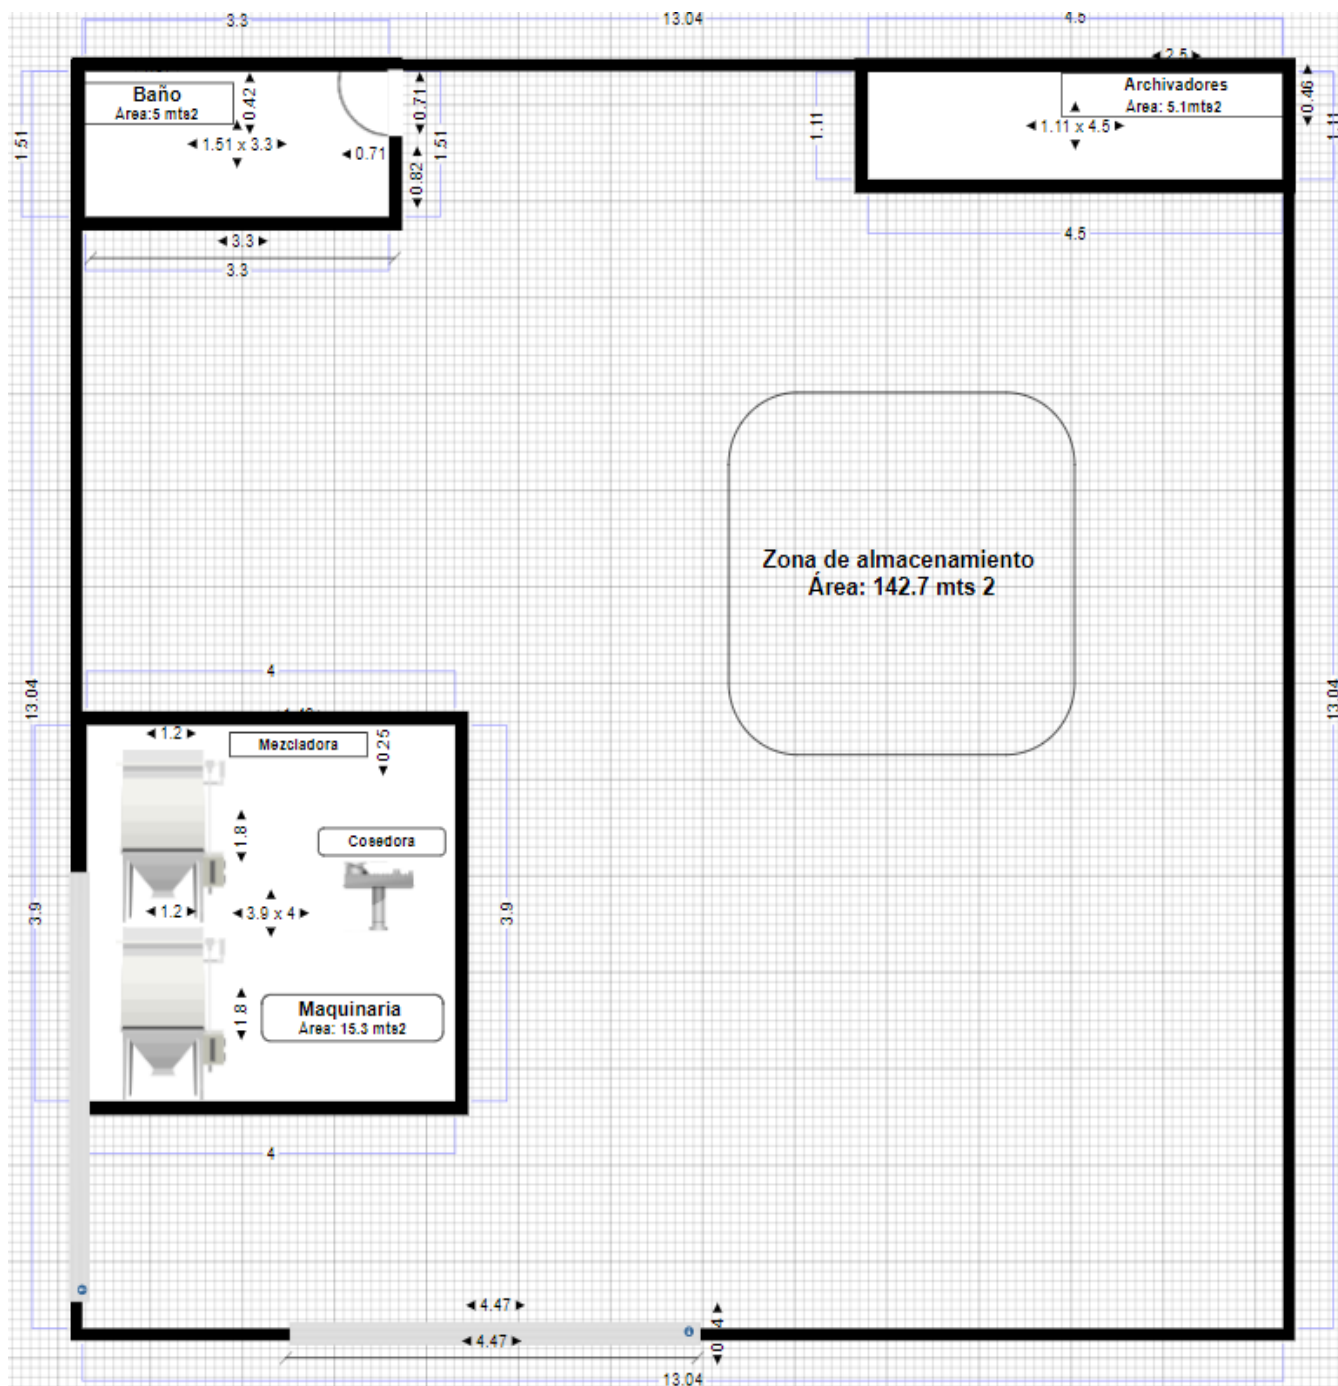 3.3
13.04
4.5
2.5
Baño
Area:5 mts2
0.42
0.71
1.51
1.51 x 3.3
0.71
1.51
0.82
3.3
3.3
Archivadores
Area: 5.1mts2
0.46
1.11
1.11 x 4.5
1.11
4.5
Zona de almacenamiento
Área: 142.7 mts 2
13.04
13.04
4
1.2
Mezcladora
0.25
1.8
Cosedora
3.9
1.2
3.9 x 4
3.9
1.8
Maquinaria
Area: 15.3 mts2
4
4.47
4.47
13.04